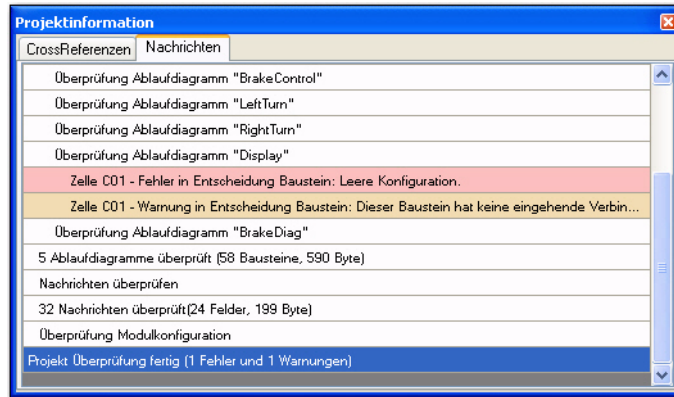 Projektinformation
CrossReferenzen Nachrichten
Überprüfung Ablaufdiagramm "BrakeControl"
Überprüfung Ablaufdiagramm "LeftTurn"
Überprüfung Ablaufdiagramm "RightTurn"
Überprüfung Ablaufdiagramm "Display"
Zelle C01 - Fehler in Entscheidung Baustein: Leere Konfiguration.
Zelle C01 - Warnung in Entscheidung Baustein: Dieser Baustein hat keine eingehende Verbin...
Überprüfung Ablaufdiagramm "BrakeDiag"
5 Ablaufdiagramme überprüft (58 Bausteine, 590 Byte)
Nachrichten überprüfen
32 Nachrichten überprüft(24 Felder, 199 Byte)
Überprüfung Modulkonfiguration
Projekt Überprüfung fertig (1 Fehler und 1 Warnungen)